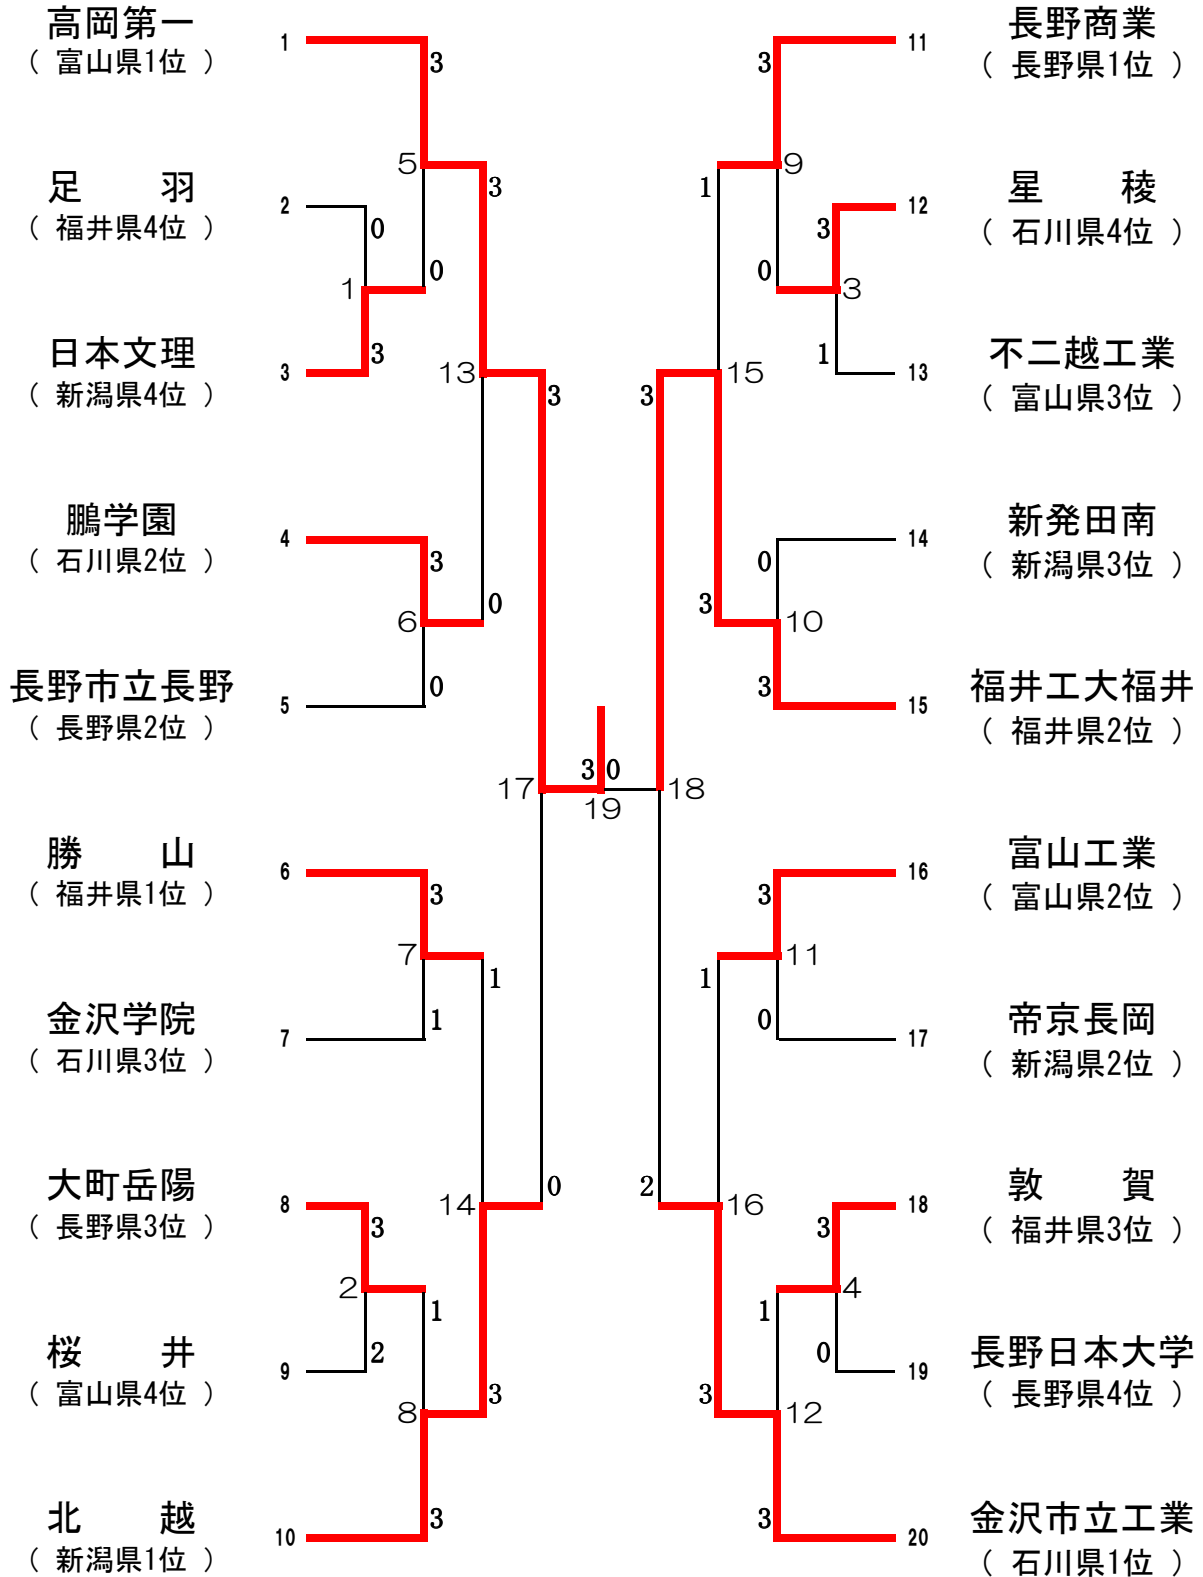 高岡第一
（ 富山県1位 ）
1
3
5
3
足　　羽
（ 福井県4位 ）
2
0
1
0
日本文理
（ 新潟県4位 ）
3
3
13
3
鵬学園
（ 石川県2位 ）
4
3
6
0
長野市立長野
（ 長野県2位 ）
5
0
17
3 0
19
18
勝　　山
（ 福井県1位 ）
6
3
7
1
金沢学院
（ 石川県3位 ）
7
1
大町岳陽
（ 長野県3位 ）
8
3
14
0
2
1
桜　　井
（ 富山県4位 ）
9
2
8
3
北　　越
（ 新潟県1位 ）
10
3
長野商業
（ 長野県1位 ）
11
3
1
9
星　　稜
（ 石川県4位 ）
12
3
0
3
不二越工業
（ 富山県3位 ）
13
1
3
15
新発田南
（ 新潟県3位 ）
14
0
3
10
福井工大福井
（ 福井県2位 ）
15
3
富山工業
（ 富山県2位 ）
16
3
1
11
帝京長岡
（ 新潟県2位 ）
17
0
敦　　賀
（ 福井県3位 ）
18
3
2
16
1
4
長野日本大学
（ 長野県4位 ）
19
0
3
12
金沢市立工業
（ 石川県1位 ）
20
3